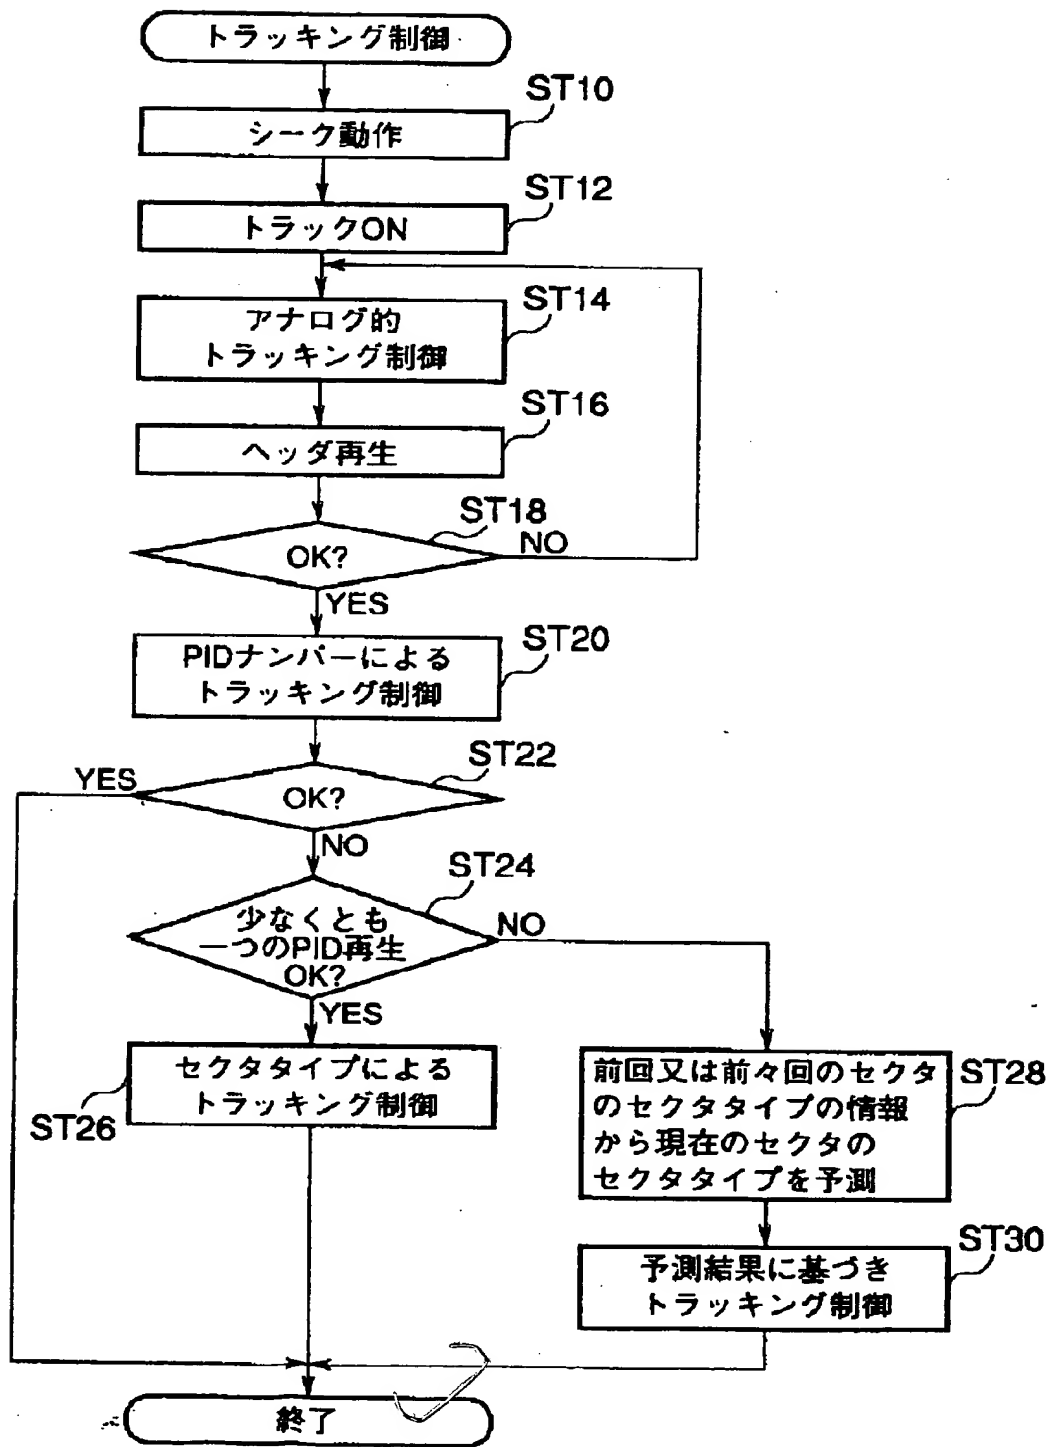 トラッキング制御
ST10
シーク動作
ST12
トラックON
ST14
アナログ的
トラッキング制御
ST16
ヘッダ再生
ST18
OK?
NO
YES
ST20
PIDナンバーによる
トラッキング制御
ST22
YES
OK?
NO
ST24
少なくとも
一つのPID再生
OK?
NO
YES
セクタタイプによる
トラッキング制御
ST26
前回又は前々回のセクタ
のセクタタイプの情報
から現在のセクタの
セクタタイプを予測
ST28
ST30
予測結果に基づき
トラッキング制御
終了